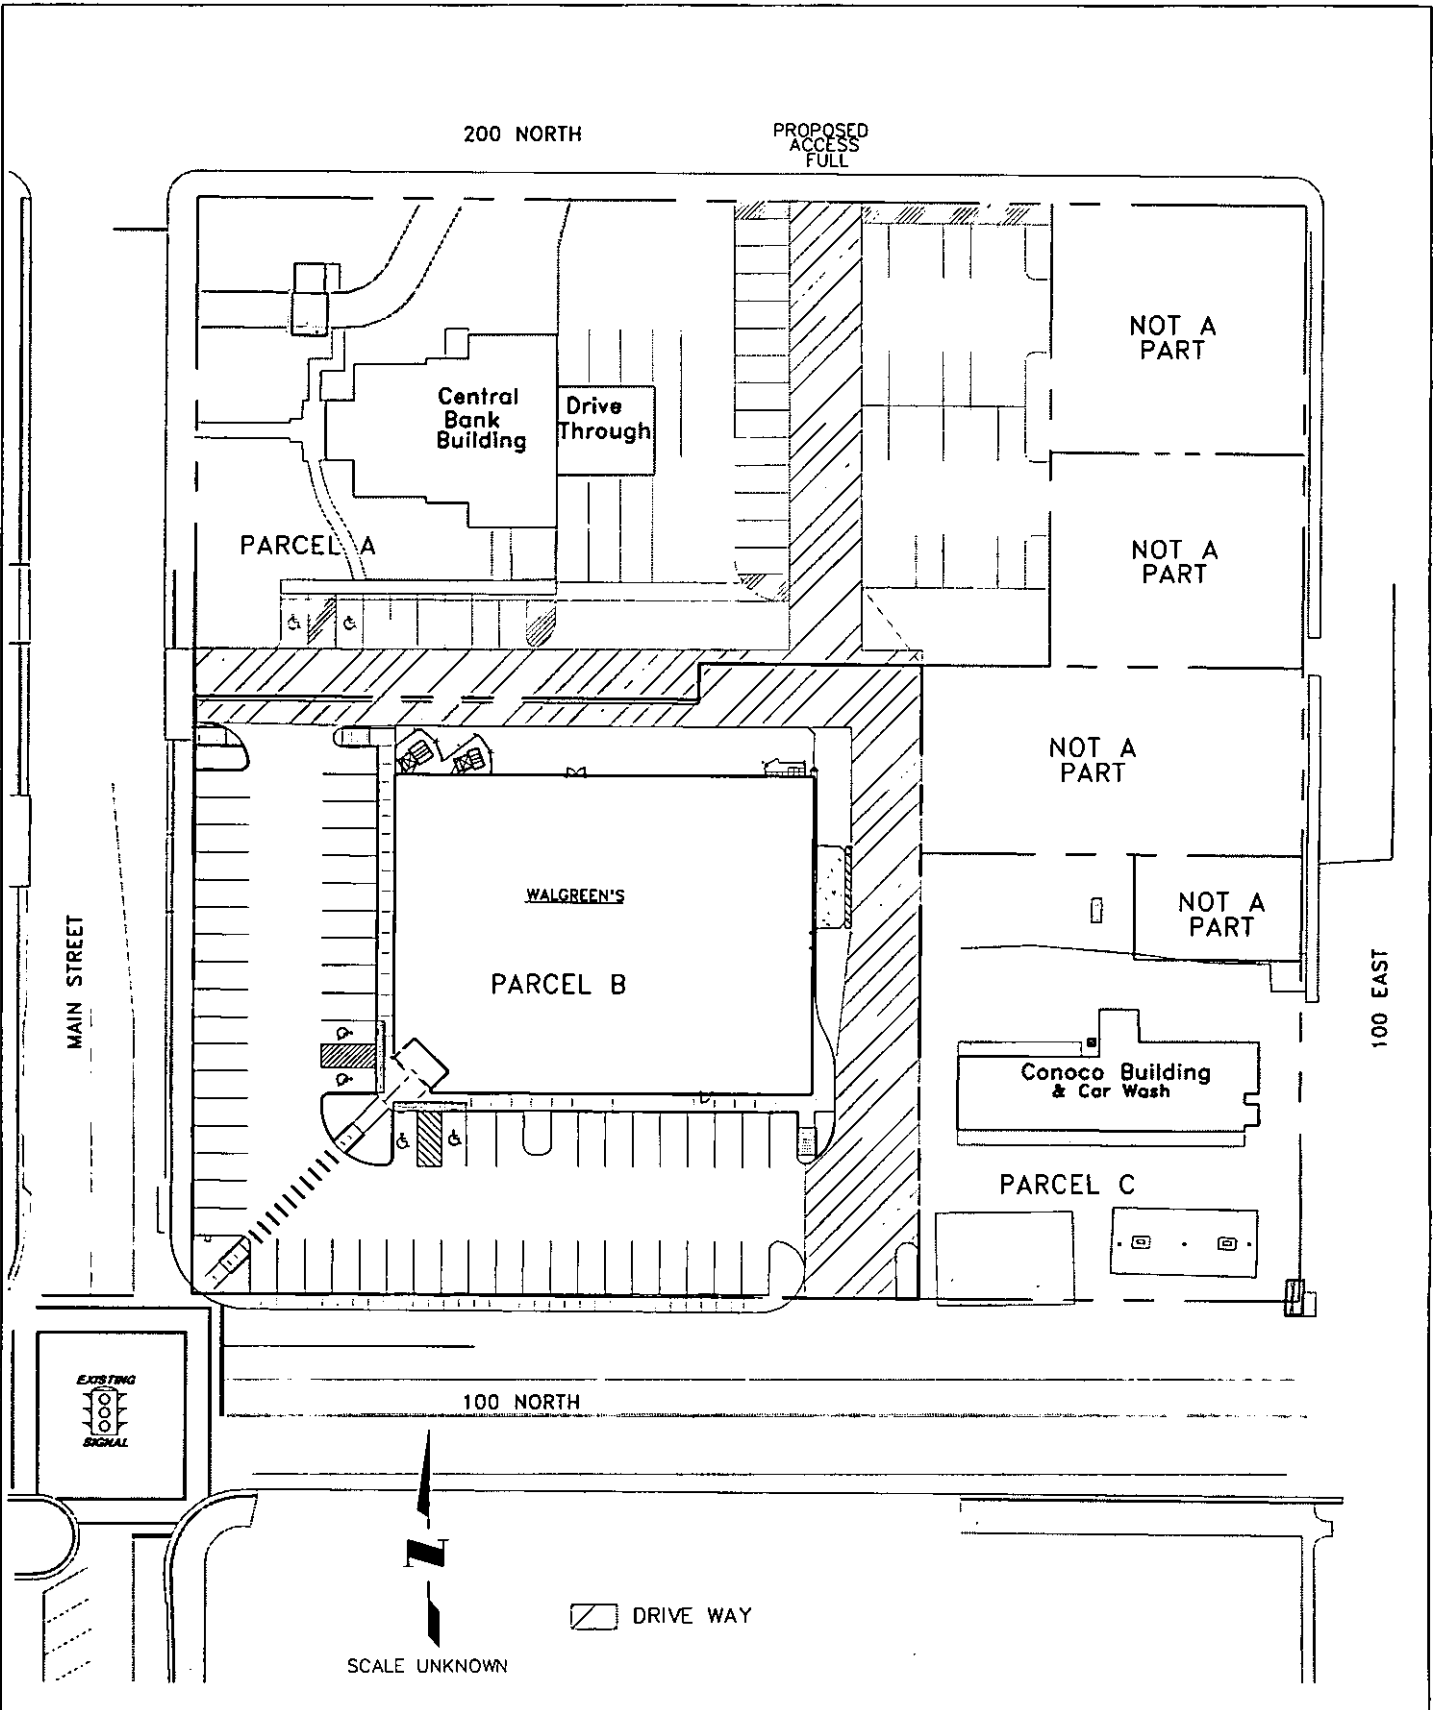 200 NORTH
PROPOSED
ACCESS
FULL
NOT A
PART
Central
Bank
Building
Drive
Through
PARCEL A
NOT A
PART
NOT A
PART
WALGREEN'S
PARCEL B
NOT A
PART
MAIN STREET
100 EAST
Conoco Building
& Car Wash
PARCEL C
EXISTING
SIGNAL
100 NORTH
N
DRIVE WAY
SCALE UNKNOWN